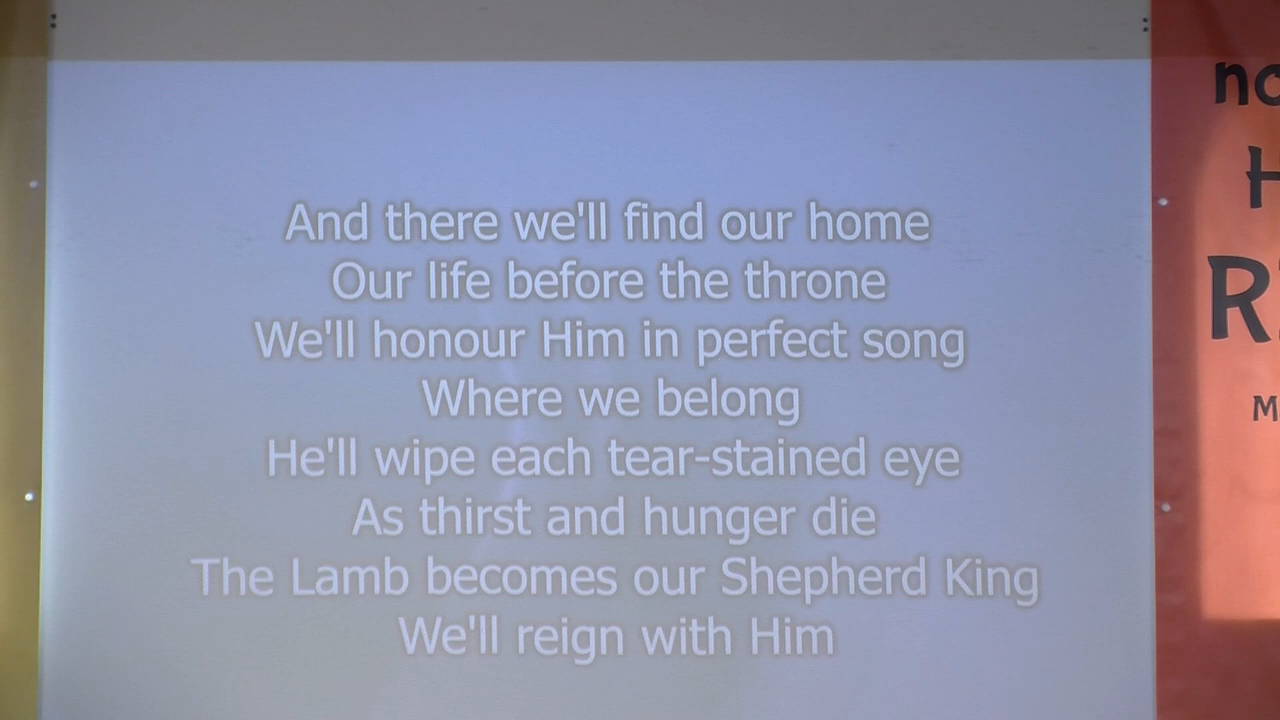 And there we'll find our home
Our life before the throne
We'll honour Him in perfect song
Where we belong
He'll wipe each tear-stained eye
As thirst and hunger die
The Lamb becomes our Shepherd King
We'll reign with Him